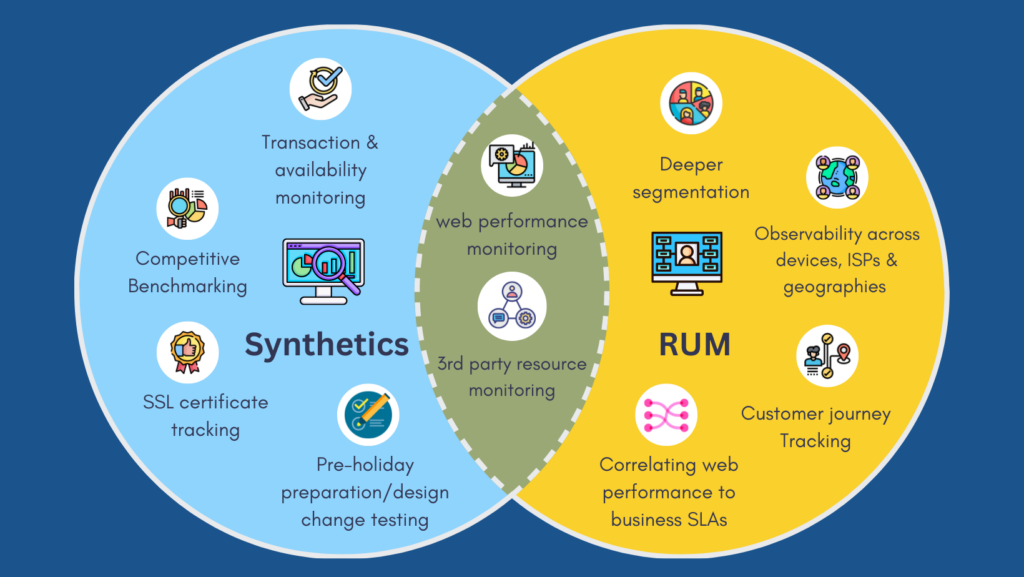 Transaction &
availability
monitoring
Competitive
Benchmarking
Synthetics
SSL certificate
tracking
Pre-holiday
preparation/design
change testing
web performance
monitoring
3rd party resource
monitoring
Deeper
segmentation
Observability across
devices, ISPs &
geographies
RUM
Customer journey
Tracking
Correlating web
performance to
business SLAs